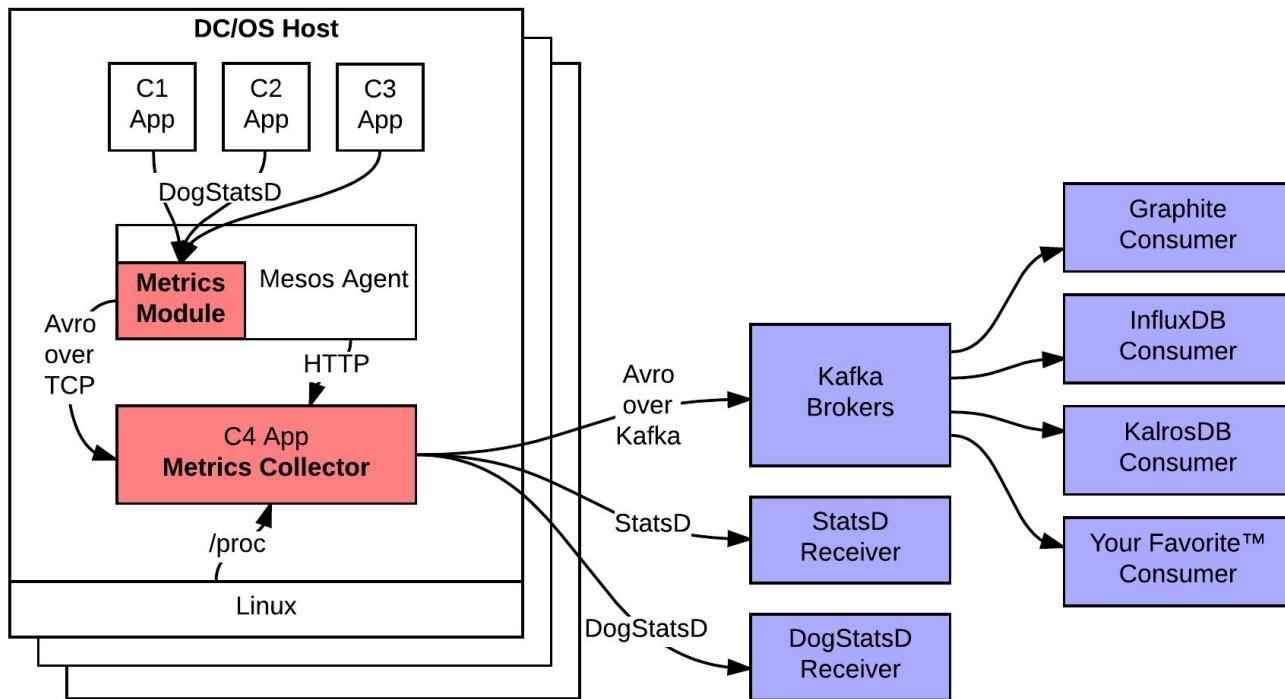 DC/OS Host
C1
App
C2
App
C3
App
DogStatsD
Metrics
Module
Mesos Agent
Avro
over
TCP
HTTP
C4 App
Metrics Collector
/proc
Linux
Avro
over
Kafka
StatsD
DogStatsD
Kafka
Brokers
StatsD
Receiver
DogStatsD
Receiver
Graphite
Consumer
InfluxDB
Consumer
KalrosDB
Consumer
Your Favorite™
Consumer